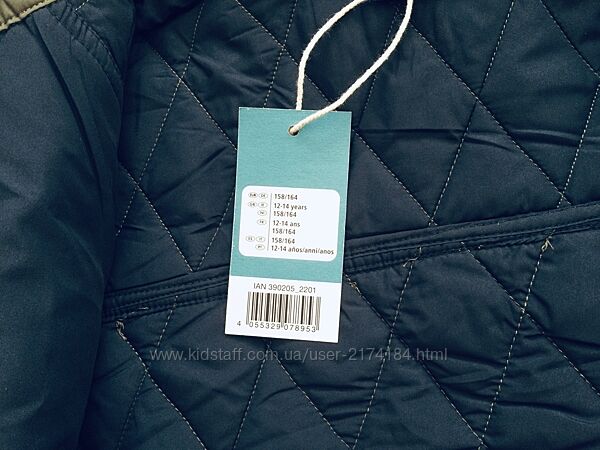 158/164
12-14 years
158/164
12-14 ans
158/164
158/164
12-14 años/anni/anos
IAN 390205_2201
4 055329 078953
www.kidstaff.com.ua/user-2174184.html